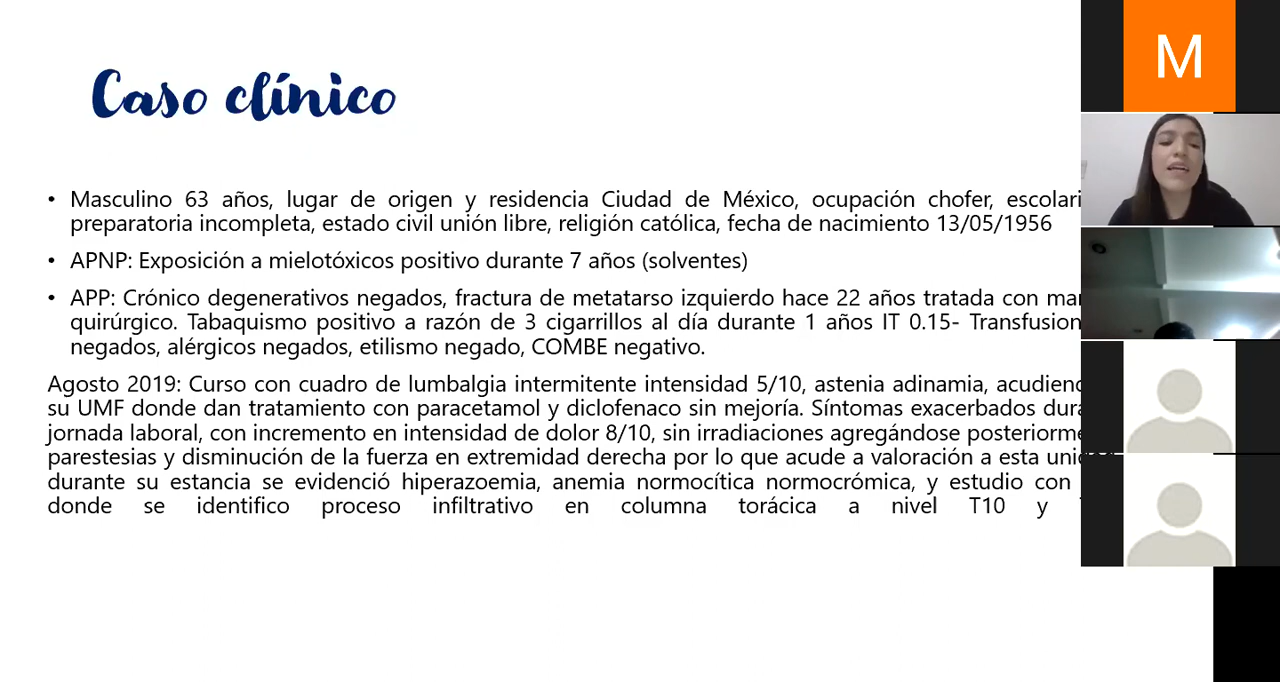 Caso clínico
M
• Masculino 63 años, lugar de origen y residencia Ciudad de México, ocupación chofer,
preparatoria incompleta, estado civil unión libre, religión católica, fecha de nacimiento 13/05/1956
• APNP: Exposición a mielotóxicos positivo durante 7 años (solventes)
• APP: Crónico degenerativos negados, fractura de metatarso izquierdo hace 22 años tratada con
quirúrgico. Tabaquismo positivo a razón de 3 cigarrillos al día durante 1 años IT 0.15-
negados, alérgicos negados, etilismo negado, COMBE negativo.
Agosto 2019: Curso con cuadro de lumbalgia intermitente intensidad 5/10, astenia adinamia,
su UMF donde dan tratamiento con paracetamol y diclofenaco sin mejoría. Síntomas exacerbados
jornada laboral, con incremento en intensidad de dolor 8/10, sin irradiaciones agregándose
parestesias y disminución de la fuerza en extremidad derecha por lo que acude a valoración a esta
durante su estancia se evidenció hiperazoemia, anemia normocítica normocrómica, y estudio con
donde se identifico proceso infiltrativo en columna torácica a nivel T10 y